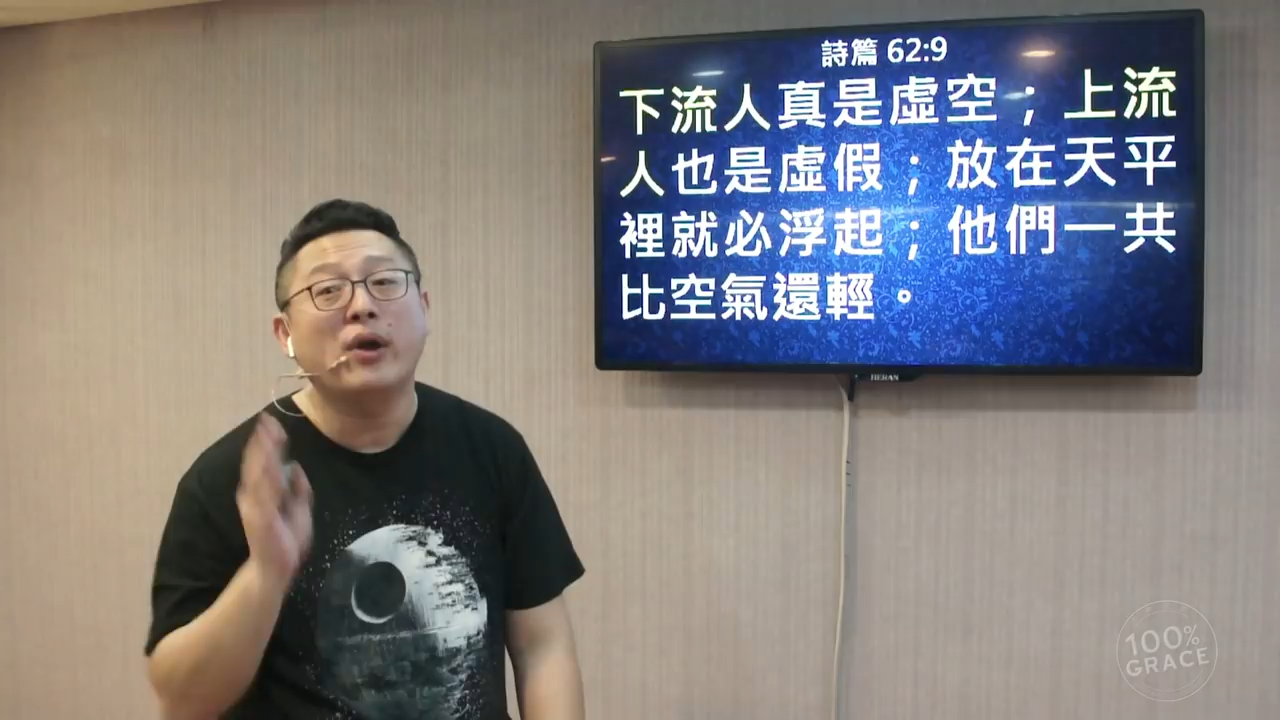 詩篇 62:9
下流人真是虛空；上流
人也是虛假；放在天平
裡就必浮起；他們一共
比空氣還輕。
HERAN
100%
GRACE